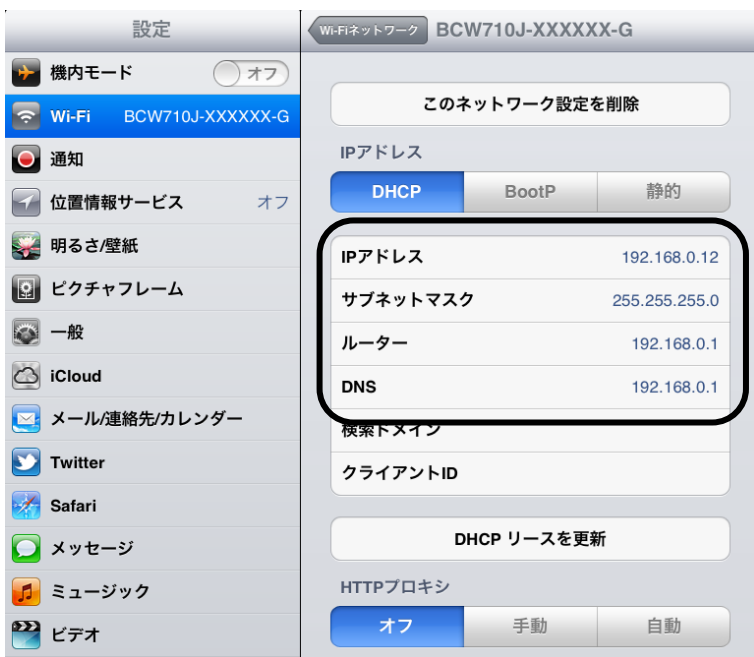 設定
機内モード オフ
Wi-Fi BCW710J-XXXXXX-G
通知
位置情報サービス オフ
明るさ/壁紙
ピクチャフレーム
一般
iCloud
メール/連絡先/カレンダー
Twitter
Safari
メッセージ
ミュージック
ビデオ
Wi-Fiネットワーク BCW710J-XXXXXX-G
このネットワーク設定を削除
IPアドレス
DHCP BootP 静的
IPアドレス 192.168.0.12
サブネットマスク 255.255.255.0
ルーター 192.168.0.1
DNS 192.168.0.1
検索ドメイン
クライアントID
DHCP リースを更新
HTTPプロキシ
オフ 手動 自動